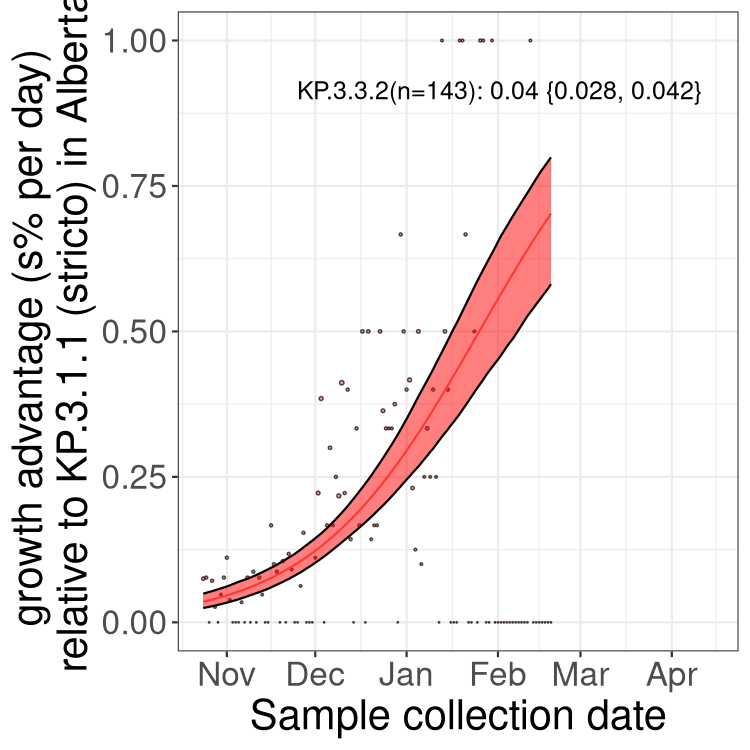 growth advantage (s% per day)
relative to KP.3.1.1 (stricto) in Alberta
1.00
0.75
0.50
0.25
0.00
KP.3.3.2(n=143): 0.04 {0.028, 0.042}
Nov Dec Jan Feb Mar Apr
Sample collection date